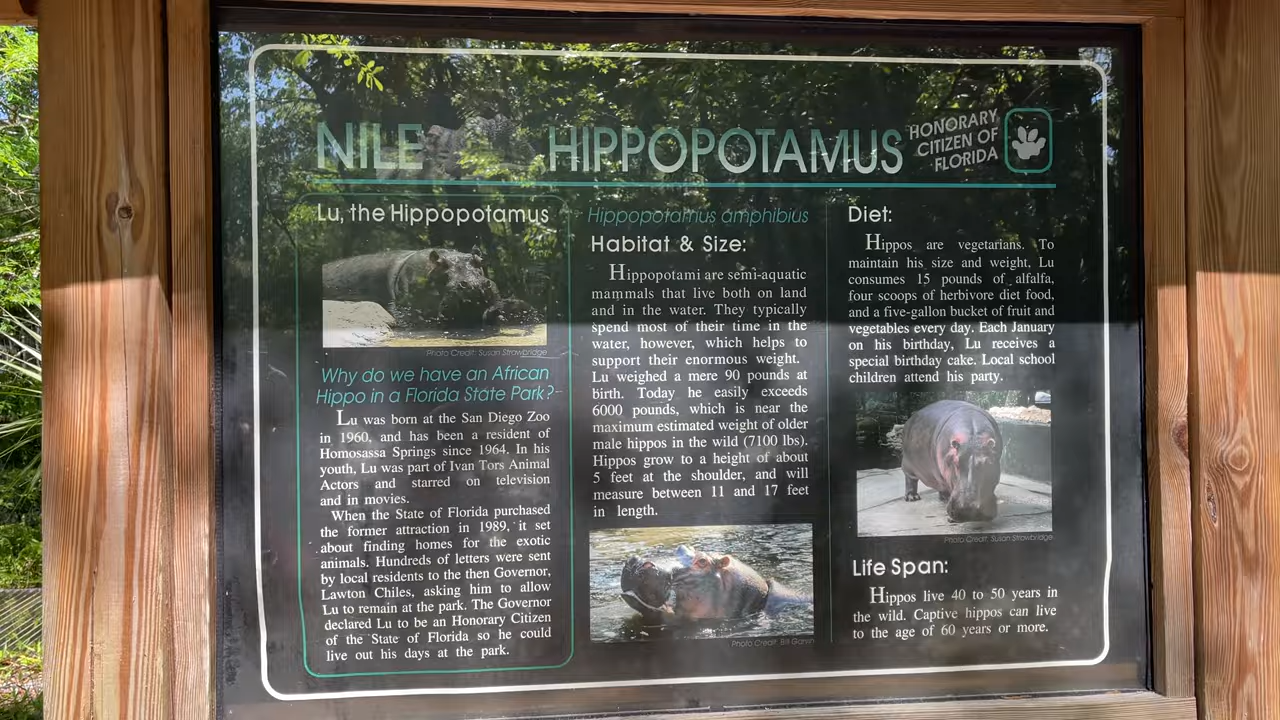 NILE HIPPOPOTAMUS
HONORARY
CITIZEN OF
FLORIDA
Lu, the Hippopotamus
Photo Credit: Susan Strawbridge
Why do we have an African
Hippo in a Florida State Park?
Lu was born at the San Diego Zoo
in 1960, and has been a resident of
Homosassa Springs since 1964. In his
youth, Lu was part of Ivan Tors Animal
Actors and starred on television
and in movies.
When the State of Florida purchased
the former attraction in 1989, it set
about finding homes for the exotic
animals. Hundreds of letters were sent
by local residents to the then Governor,
Lawton Chiles, asking him to allow
Lu to remain at the park. The Governor
declared Lu to be an Honorary Citizen
of the State of Florida so he could
live out his days at the park.
Hippopotamus amphibius
Habitat & Size:
Hippopotami are semi-aquatic
mammals that live both on land
and in the water. They typically
spend most of their time in the
water, however, which helps to
support their enormous weight.
Lu weighed a mere 90 pounds at
birth. Today he easily exceeds
6000 pounds, which is near the
maximum estimated weight of older
male hippos in the wild (7100 lbs).
Hippos grow to a height of about
5 feet at the shoulder, and will
measure between 11 and 17 feet
in length.
Photo Credit: Bill Garvin
Diet:
Hippos are vegetarians. To
maintain his size and weight, Lu
consumes 15 pounds of alfalfa,
four scoops of herbivore diet food,
and a five-gallon bucket of fruit and
vegetables every day. Each January
on his birthday, Lu receives a
special birthday cake. Local school
children attend his party.
Photo Credit: Susan Strawbridge
Life Span:
Hippos live 40 to 50 years in
the wild. Captive hippos can live
to the age of 60 years or more.